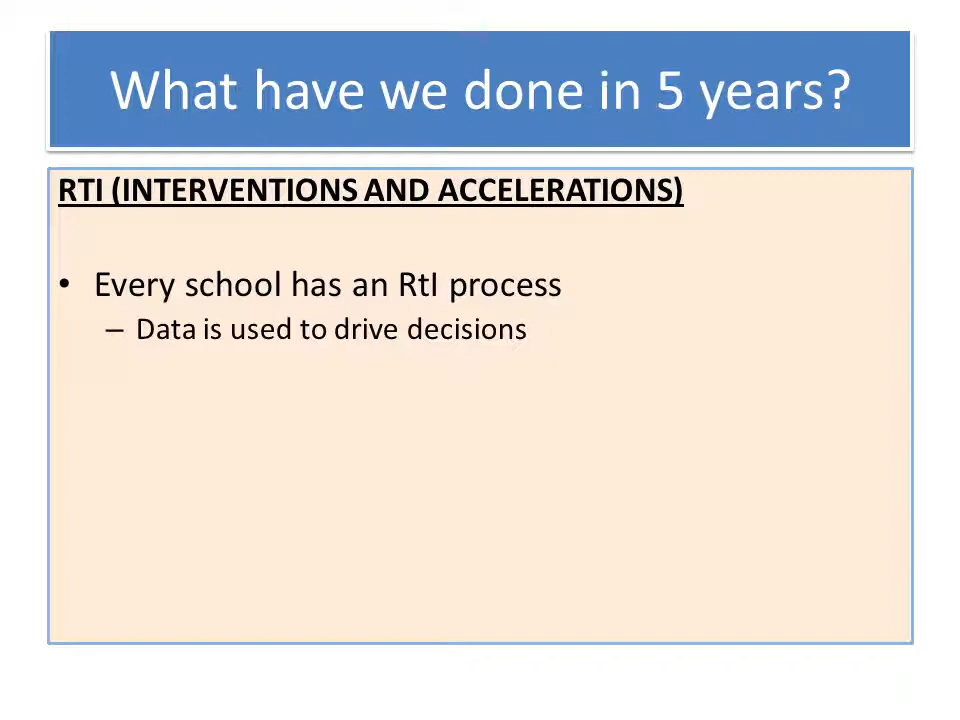 What have we done in 5 years?
RTI (INTERVENTIONS AND ACCELERATIONS)
• Every school has an RtI process
– Data is used to drive decisions